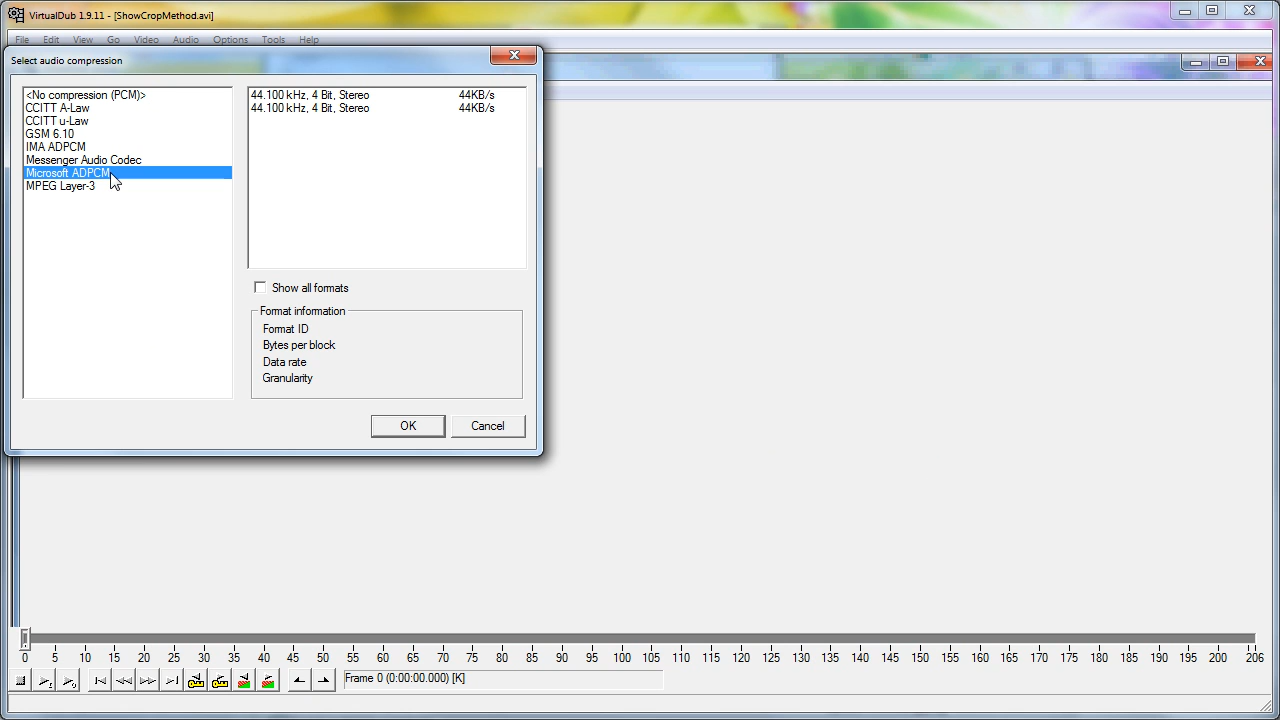 VirtualDub 1.9.11 - [ShowCropMethod.avi]
File Edit View Go Video Audio Options Tools Help
Select audio compression
<No compression (PCM)>
CCITT A-Law
CCITT u-Law
GSM 6.10
IMA ADPCM
Messenger Audio Codec
Microsoft ADPCM
MPEG Layer-3
44.100 kHz, 4 Bit, Stereo 44KB/s
44.100 kHz, 4 Bit, Stereo 44KB/s
Show all formats
Format information
Format ID
Bytes per block
Data rate
Granularity
OK Cancel
0 5 10 15 20 25 30 35 40 45 50 55 60 65 70 75 80 85 90 95 100 105 110 115 120 125 130 135 140 145 150 155 160 165 170 175 180 185 190 195 200 206
Frame 0 (0:00:00.000) [K]